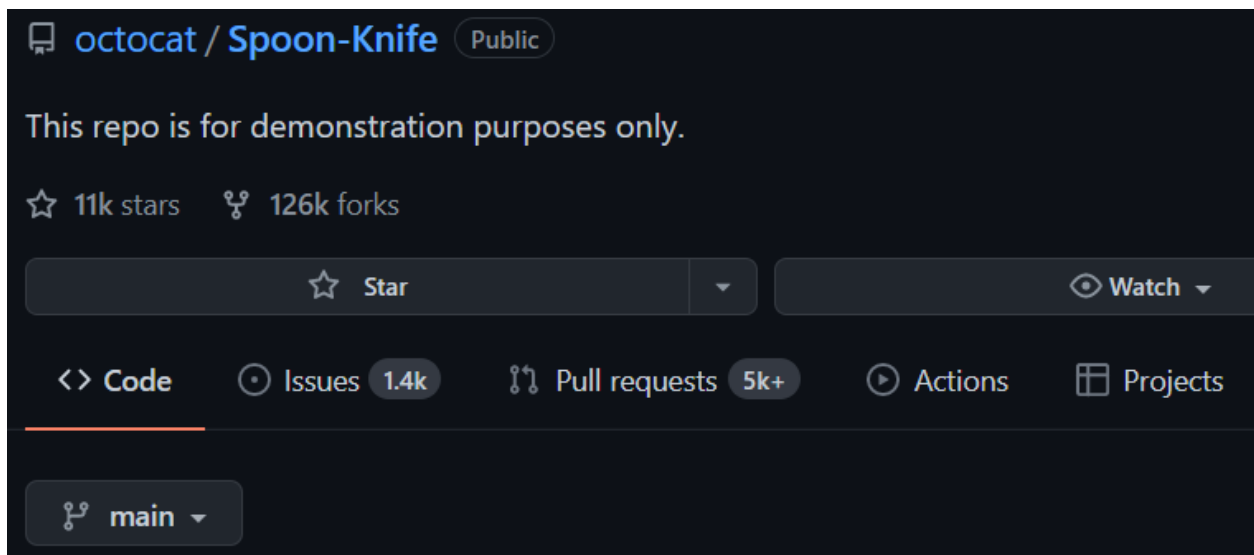 octocat / Spoon-Knife Public
This repo is for demonstration purposes only.
11k stars 126k forks
Star Watch
Code Issues 1.4k Pull requests 5k+ Actions Projects
main